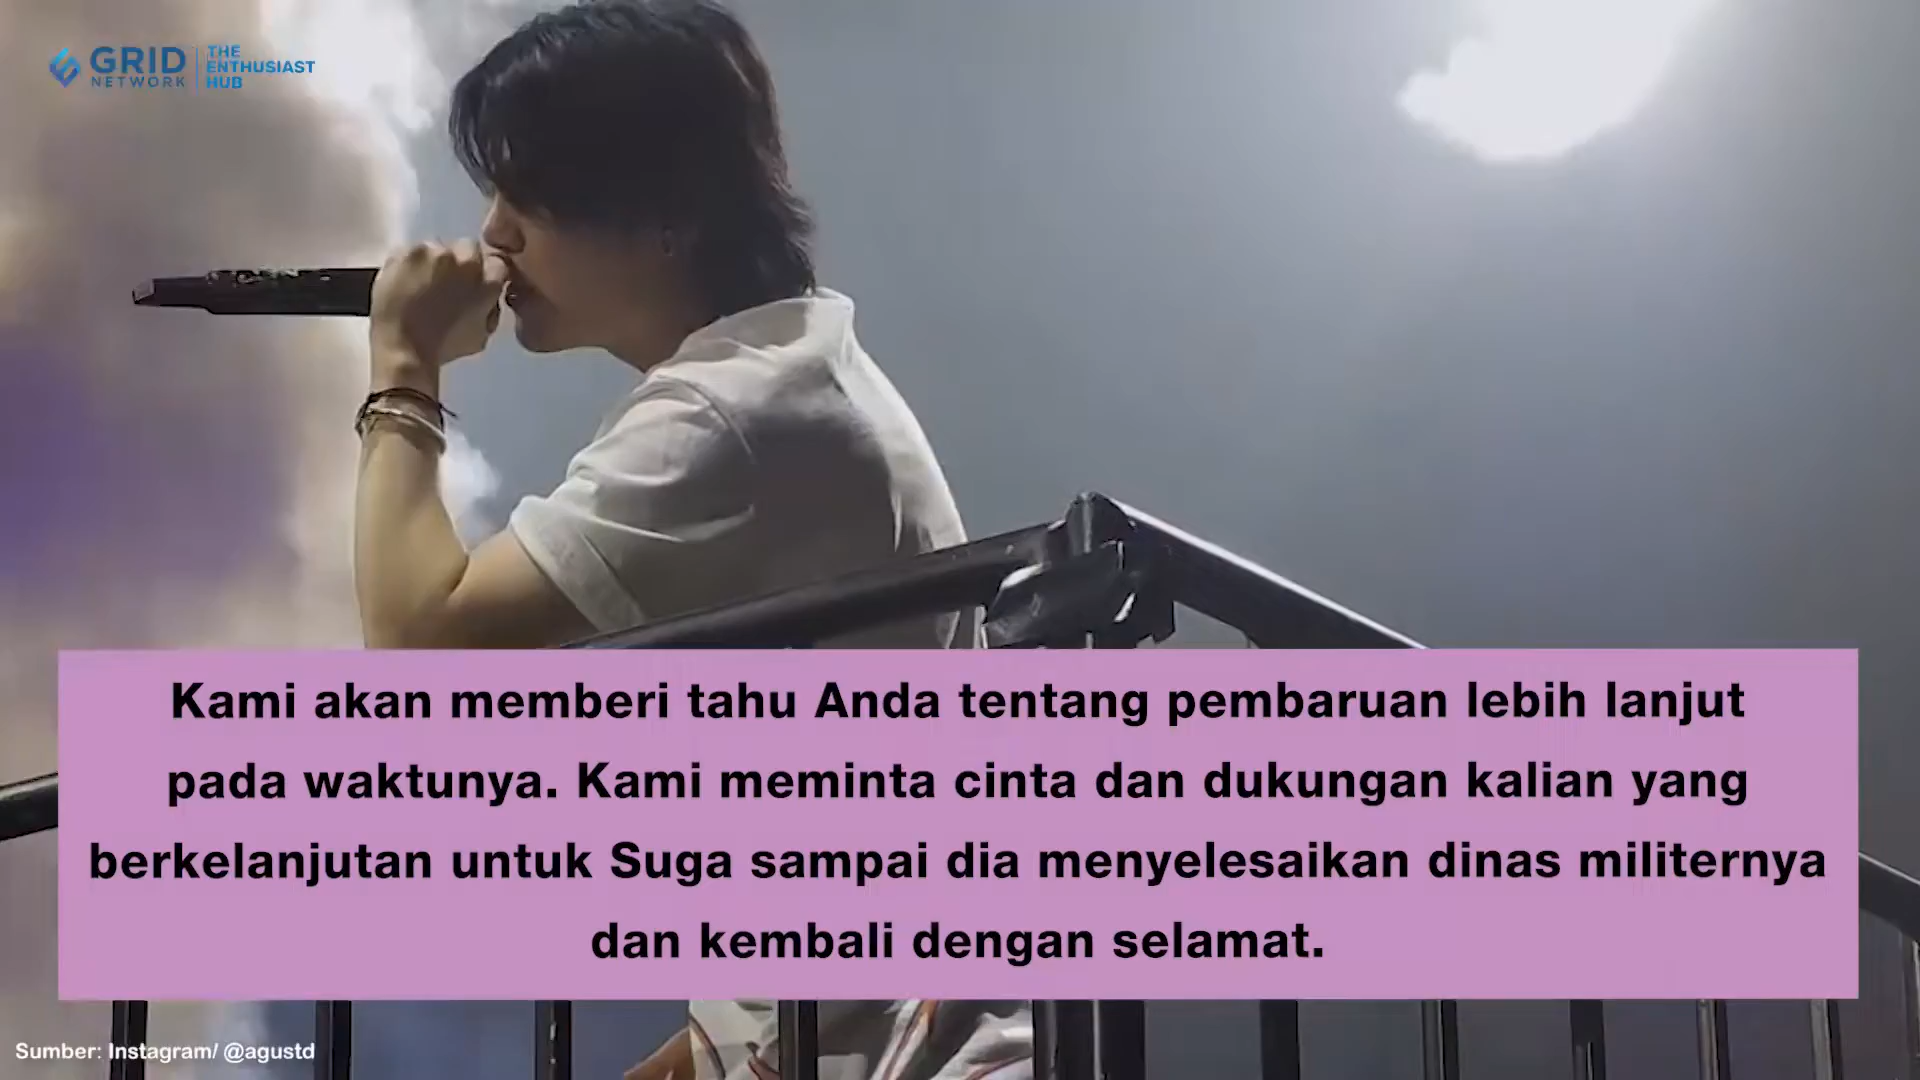 GRID
NETWORK
THE
ENTHUSIAST
HUB
Kami akan memberi tahu Anda tentang pembaruan lebih lanjut
pada waktunya. Kami meminta cinta dan dukungan kalian yang
berkelanjutan untuk Suga sampai dia menyelesaikan dinas militernya
dan kembali dengan selamat.
Sumber: Instagram/ @agustd